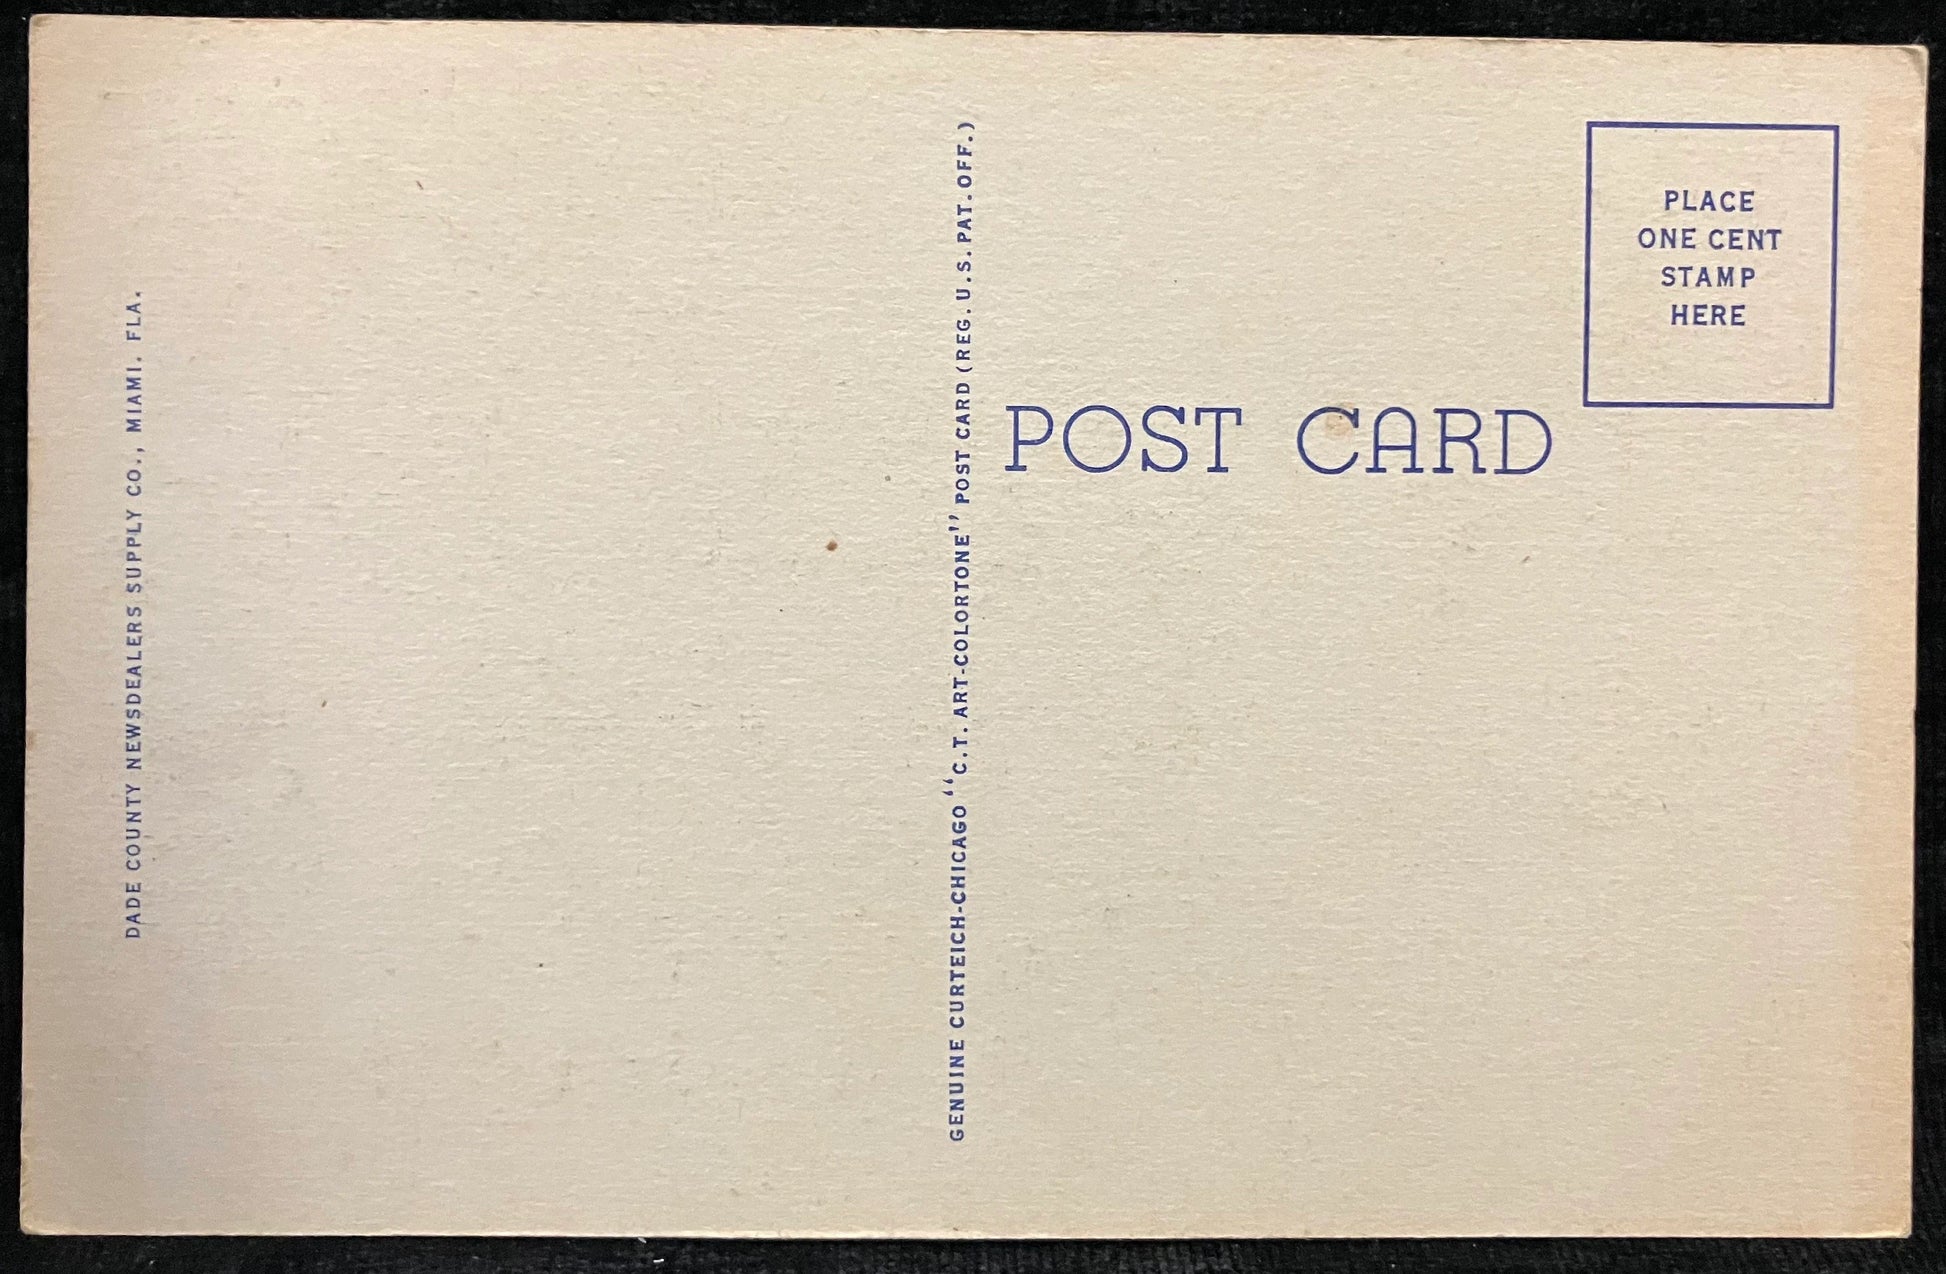 DADE COUNTY NEWSDEALERS SUPPLY CO., MIAMI. FLA.
GENUINE CURTEICH-CHICAGO "C.T. ART-COLORTONE" POST CARD (REG. U.S. PAT. OFF.)
POST CARD
PLACE
ONE CENT
STAMP
HERE